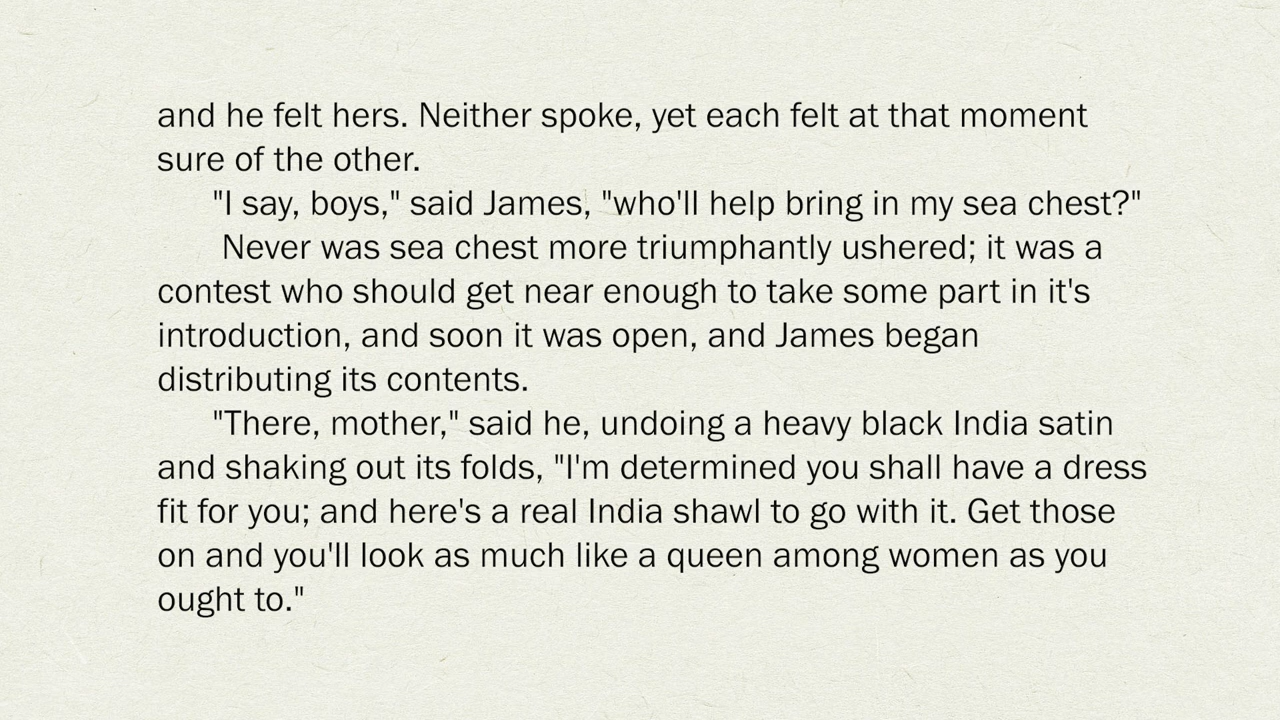 and he felt hers. Neither spoke, yet each felt at that moment
sure of the other.
"I say, boys," said James, "who'll help bring in my sea chest?"
Never was sea chest more triumphantly ushered; it was a
contest who should get near enough to take some part in it's
introduction, and soon it was open, and James began
distributing its contents.
"There, mother," said he, undoing a heavy black India satin
and shaking out its folds, "I'm determined you shall have a dress
fit for you; and here's a real India shawl to go with it. Get those
on and you'll look as much like a queen among women as you
ought to."